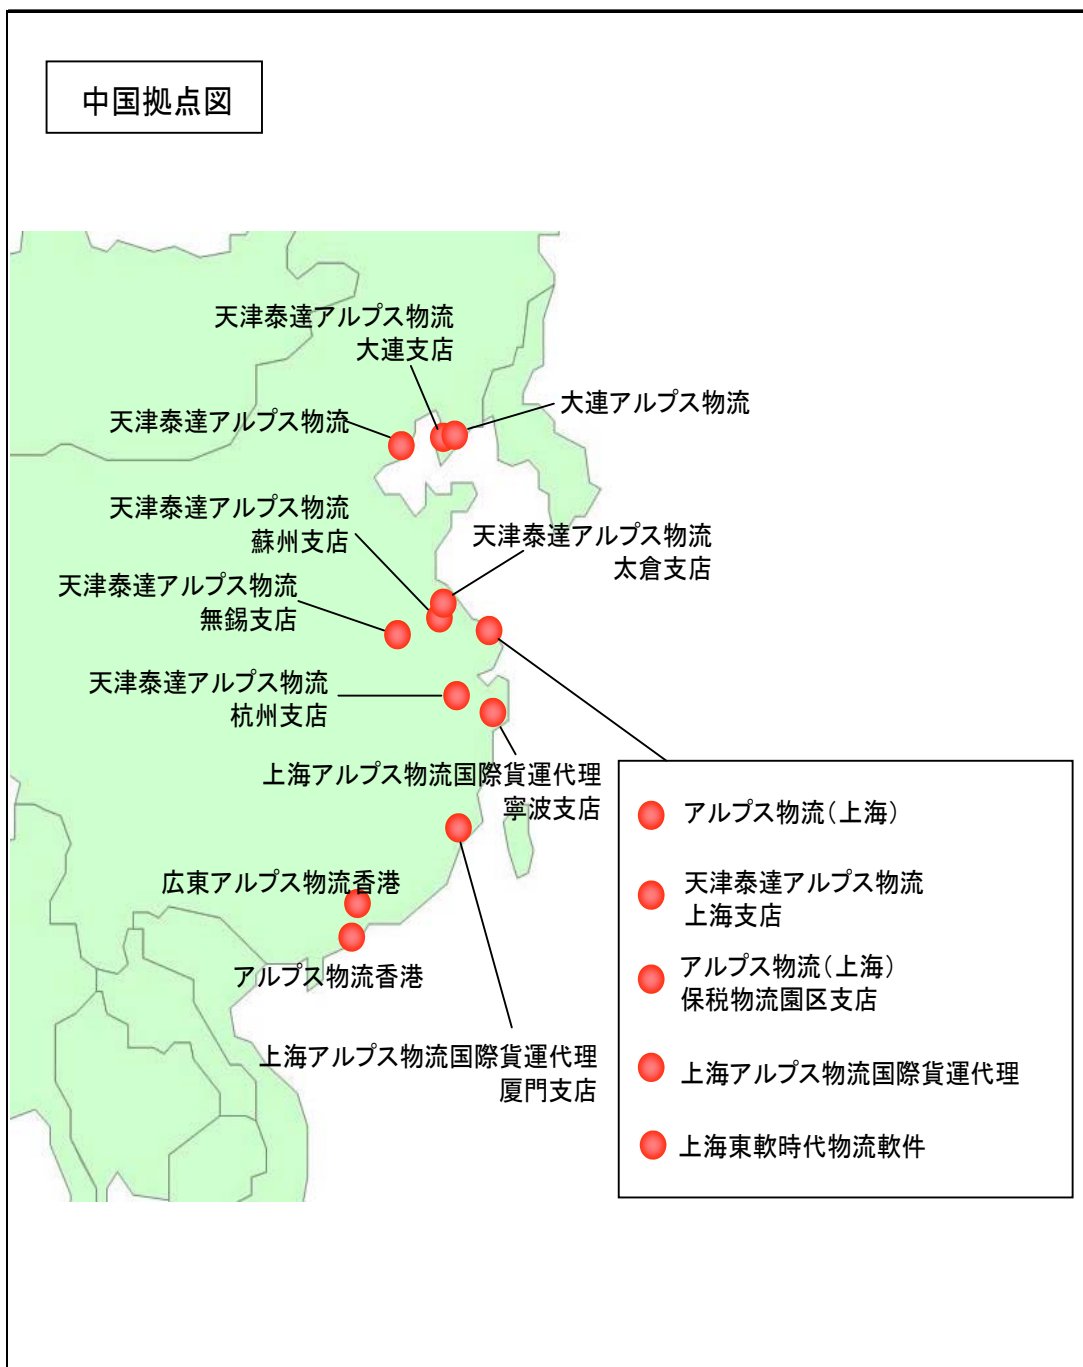 中国拠点図
天津泰達アルプス物流
大連支店
大連アルプス物流
天津泰達アルプス物流
天津泰達アルプス物流
蘇州支店
天津泰達アルプス物流
太倉支店
天津泰達アルプス物流
無錫支店
天津泰達アルプス物流
杭州支店
上海アルプス物流国際貨運代理
寧波支店
広東アルプス物流香港
アルプス物流香港
上海アルプス物流国際貨運代理
厦門支店
アルプス物流（上海）
天津泰達アルプス物流
上海支店
アルプス物流（上海）
保税物流園区支店
上海アルプス物流国際貨運代理
上海東軟時代物流軟件